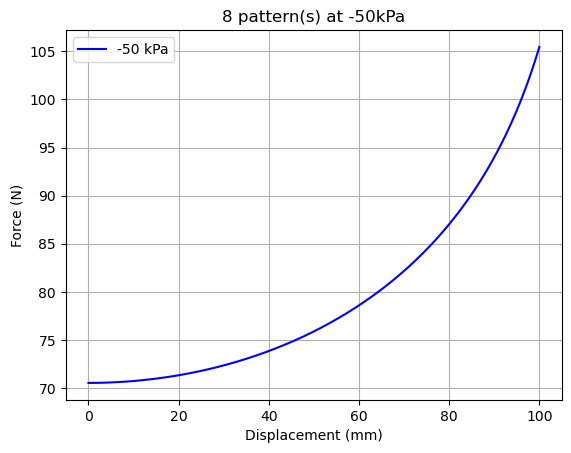 8 pattern(s) at -50kPa
-50 kPa
105
100
95
90
85
80
75
70
Force (N)
0 20 40 60 80 100
Displacement (mm)